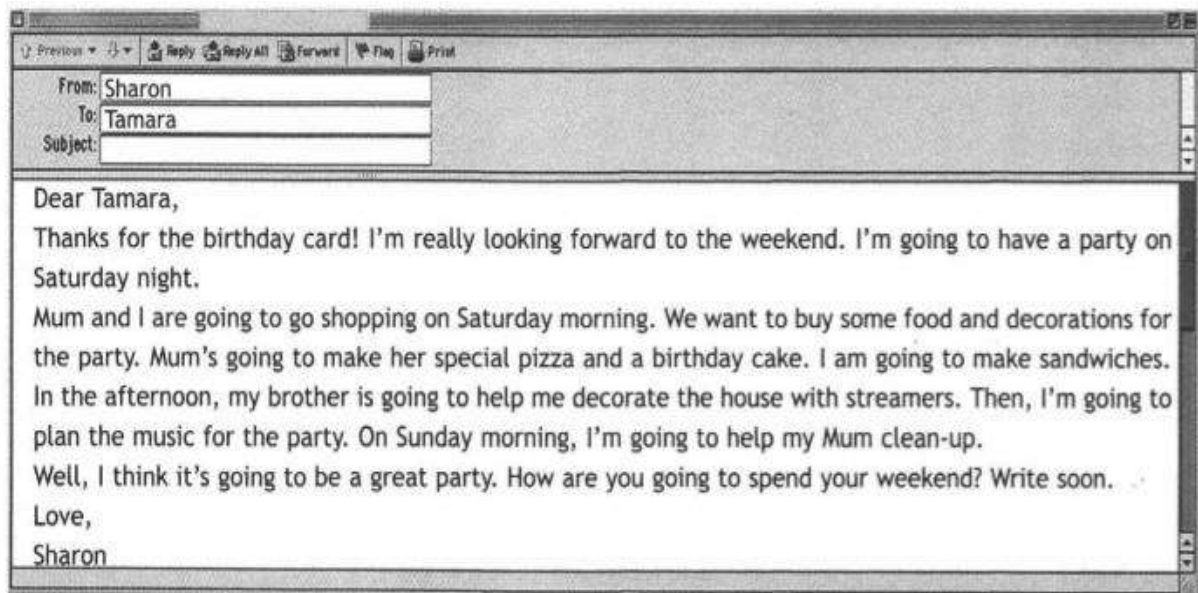 Previous
Reply Reply All Forward Flag Print
From: Sharon
To: Tamara
Subject:
Dear Tamara,
Thanks for the birthday card! I'm really looking forward to the weekend. I'm going to have a party on
Saturday night.
Mum and I are going to go shopping on Saturday morning. We want to buy some food and decorations for
the party. Mum's going to make her special pizza and a birthday cake. I am going to make sandwiches.
In the afternoon, my brother is going to help me decorate the house with streamers. Then, I'm going to
plan the music for the party. On Sunday morning, I'm going to help my Mum clean-up.
Well, I think it's going to be a great party. How are you going to spend your weekend? Write soon.
Love,
Sharon